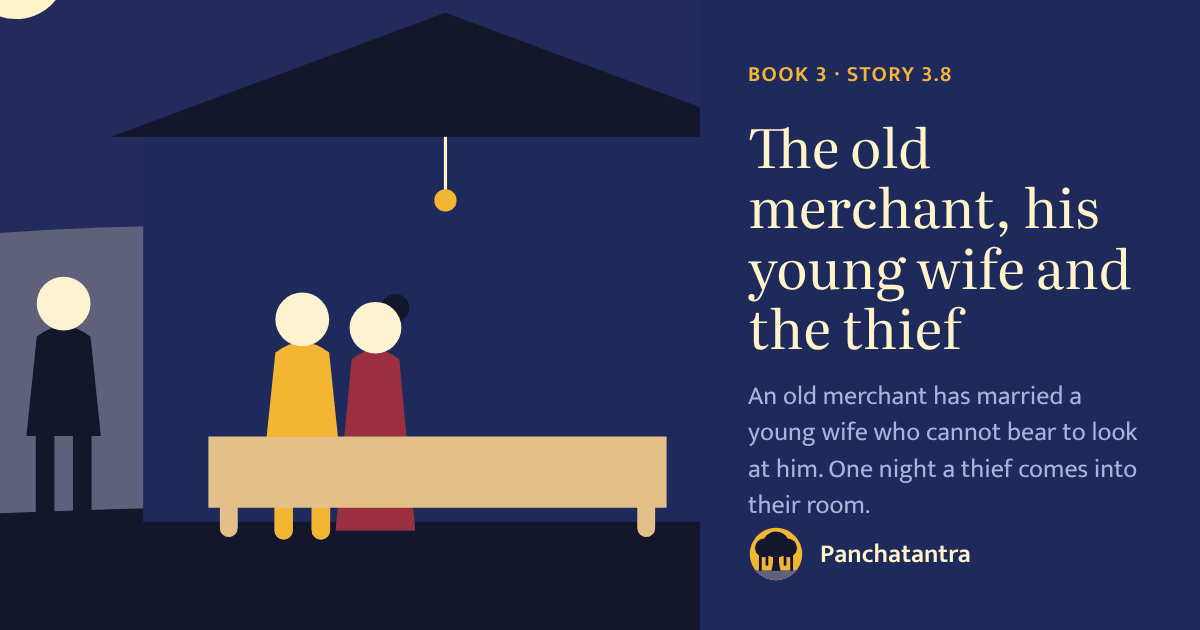 BOOK 3 · STORY 3.8
The old
merchant, his
young wife and
the thief
An old merchant has married a
young wife who cannot bear to look
at him. One night a thief comes into
their room.
Panchatantra